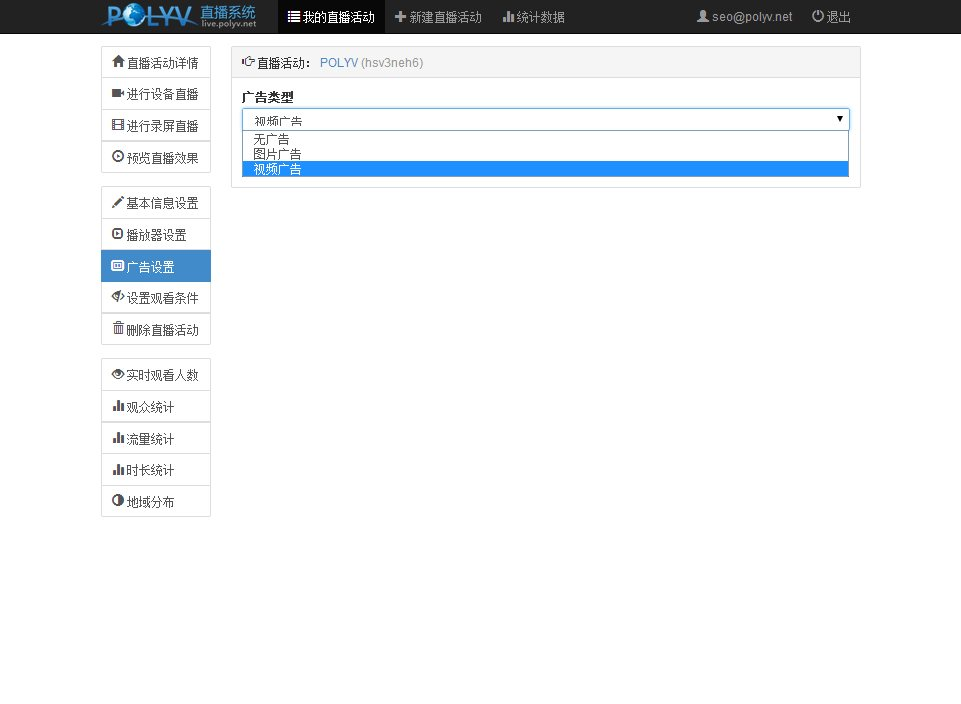 POLYV 直播系统 live.polyv.net 我的直播活动 新建直播活动 统计数据 seo@polyv.net 退出
直播活动详情
进行设备直播
进行录屏直播
预览直播效果
基本信息设置
播放器设置
广告设置
设置观看条件
删除直播活动
实时观看人数
观众统计
流量统计
时长统计
地域分布
直播活动： POLYV (hsv3neh6)
广告类型
视频广告
无广告
图片广告
视频广告